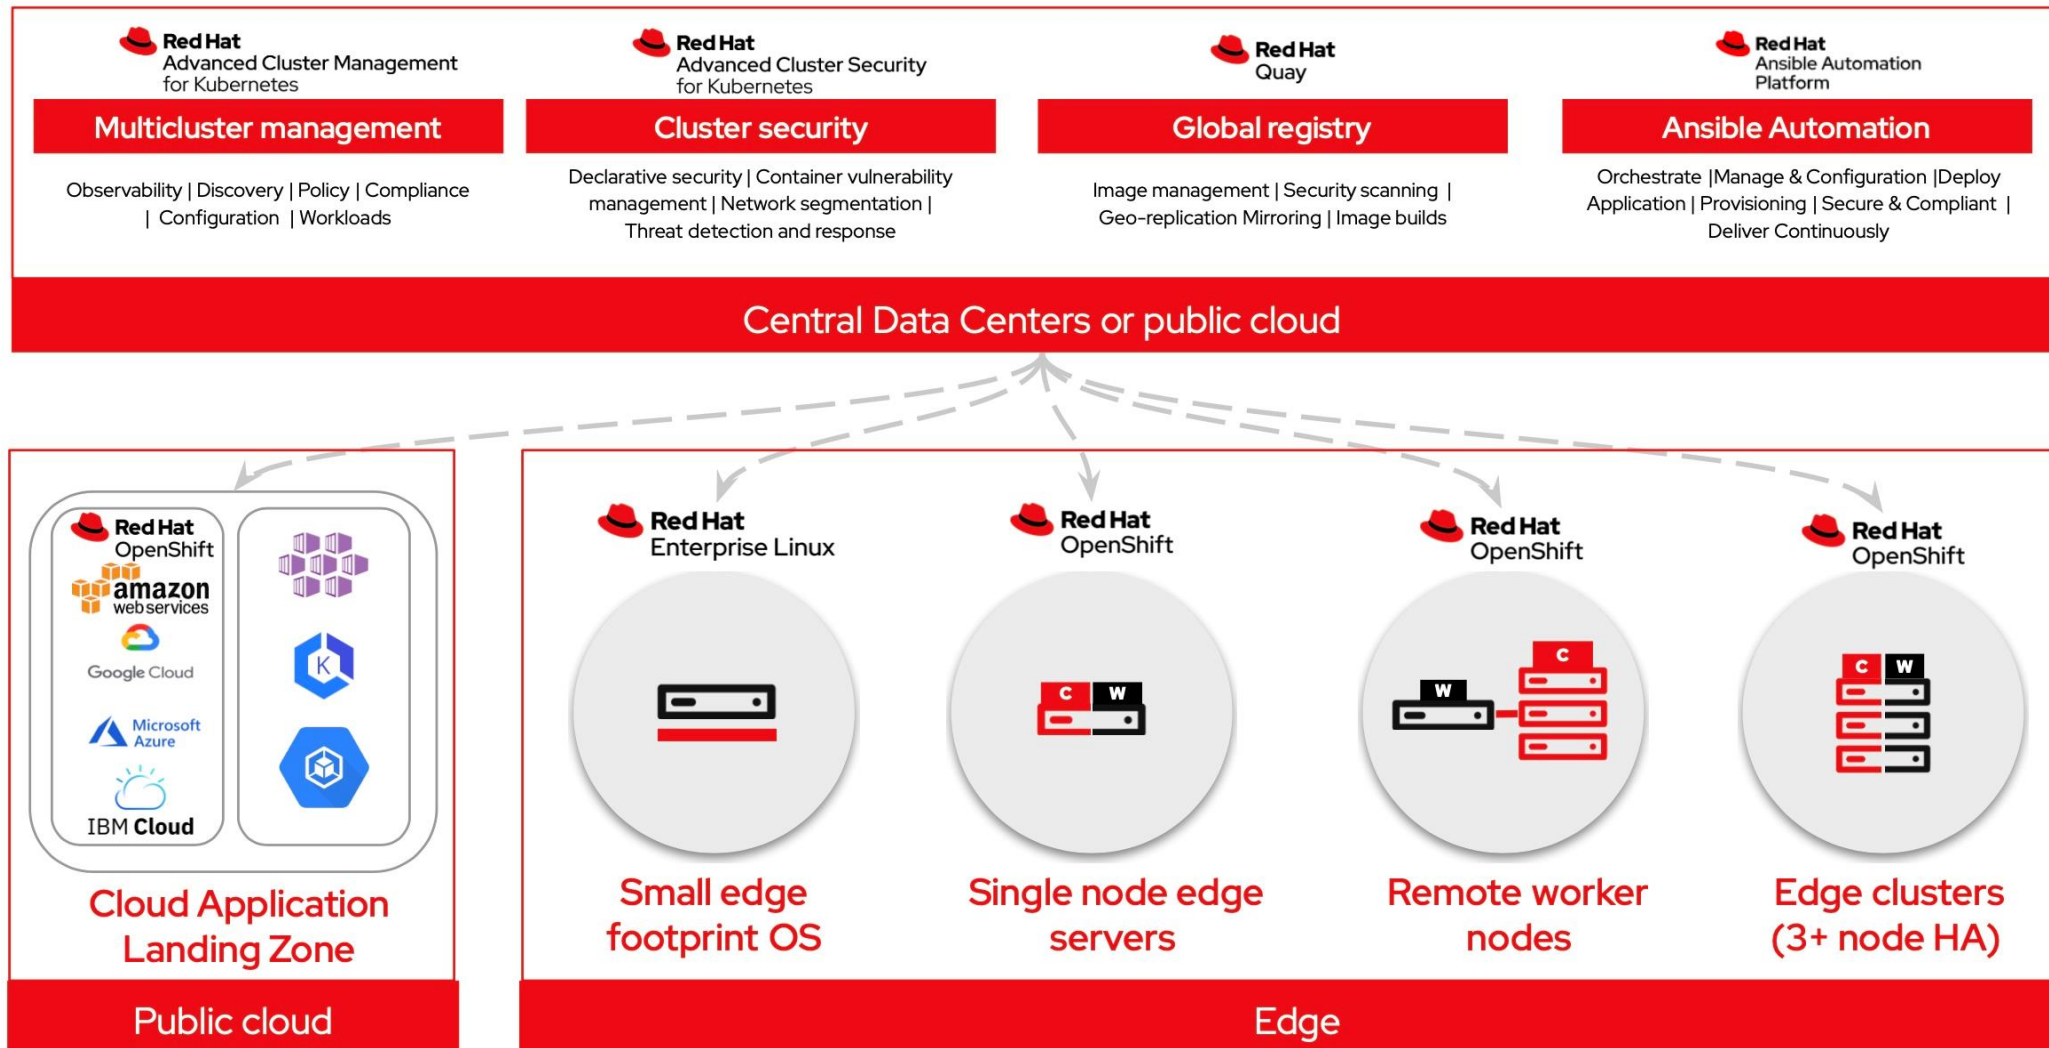 Red Hat
Advanced Cluster Management
for Kubernetes
Multicluster management
Observability | Discovery | Policy | Compliance
| Configuration | Workloads
Red Hat
Advanced Cluster Security
for Kubernetes
Cluster security
Declarative security | Container vulnerability
management | Network segmentation |
Threat detection and response
Red Hat
Quay
Global registry
Image management | Security scanning |
Geo-replication Mirroring | Image builds
Red Hat
Ansible Automation
Platform
Ansible Automation
Orchestrate |Manage & Configuration |Deploy
Application | Provisioning | Secure & Compliant |
Deliver Continuously
Central Data Centers or public cloud
Red Hat
OpenShift
amazon
web services
Google Cloud
Microsoft
Azure
IBM Cloud
K
Cloud Application
Landing Zone
Public cloud
Red Hat
Enterprise Linux
Small edge
footprint OS
Red Hat
OpenShift
C W
Single node edge
servers
Red Hat
OpenShift
C
W
Remote worker
nodes
Red Hat
OpenShift
C W
Edge clusters
(3+ node HA)
Edge